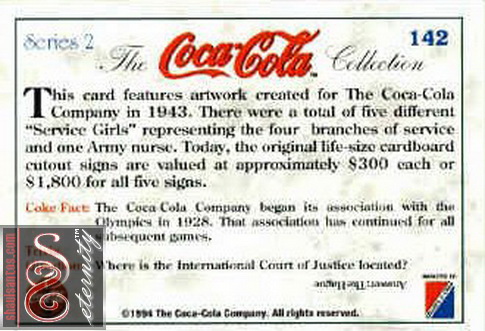 Series 2 The Coca-Cola Collection 142
This card features artwork created for The Coca-Cola
Company in 1943. There were a total of five different
"Service Girls" representing the four branches of service
and one Army nurse. Today, the original life-size cardboard
cutout signs are valued at approximately $300 each or
$1,800 for all five signs.
Coke Fact: The Coca-Cola Company began its association with the
Olympics in 1928. That association has continued for all
subsequent games.
Where is the International Court of Justice located?
Answer: The Hague
©1994 The Coca-Cola Company. All rights reserved.
shaiisantos.com
eternity